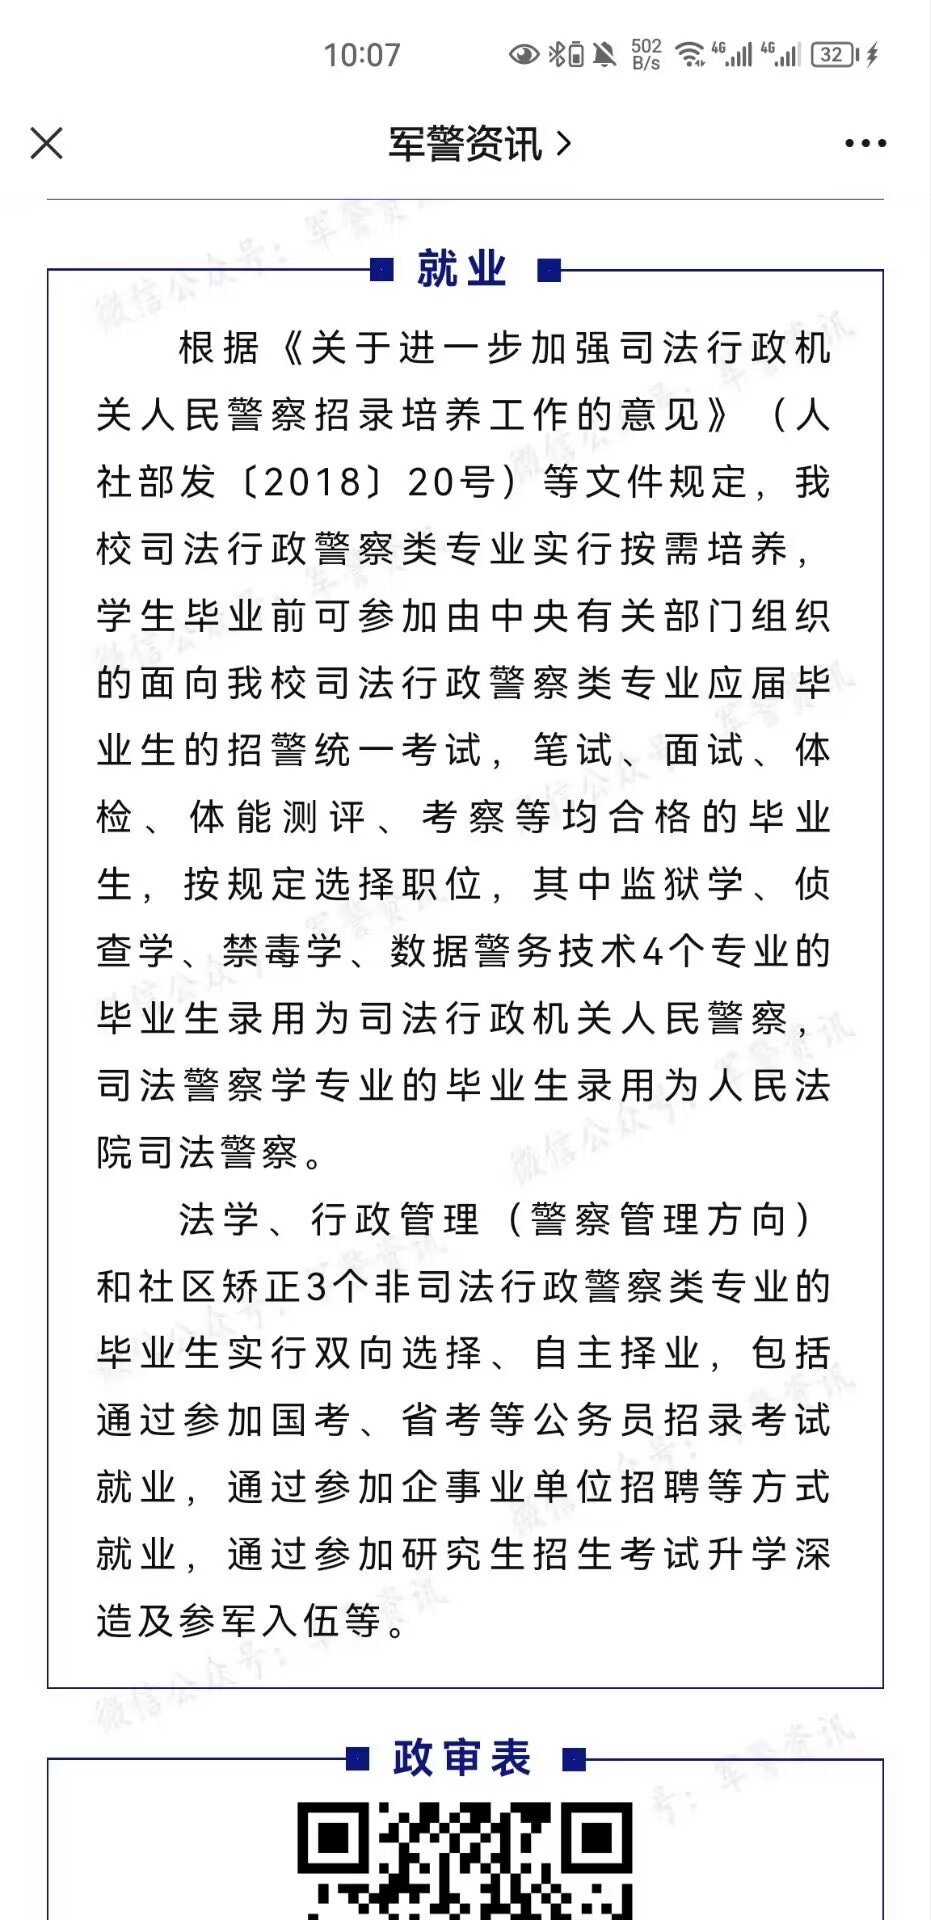 10:07
502
B/s
4G
4G
32
军警资讯
就业
根据《关于进一步加强司法行政机
关人民警察招录培养工作的意见》（人
社部发〔2018〕20号）等文件规定，我
校司法行政警察类专业实行按需培养，
学生毕业前可参加由中央有关部门组织
的面向我校司法行政警察类专业应届毕
业生的招警统一考试，笔试、面试、体
检、体能测评、考察等均合格的毕业
生，按规定选择职位，其中监狱学、侦
查学、禁毒学、数据警务技术4个专业的
毕业生录用为司法行政机关人民警察，
司法警察学专业的毕业生录用为人民法
院司法警察。
法学、行政管理（警察管理方向）
和社区矫正3个非司法行政警察类专业的
毕业生实行双向选择、自主择业，包括
通过参加国考、省考等公务员招录考试
就业，通过参加企事业单位招聘等方式
就业，通过参加研究生招生考试升学深
造及参军入伍等。
政审表
微信公众号：军警资讯